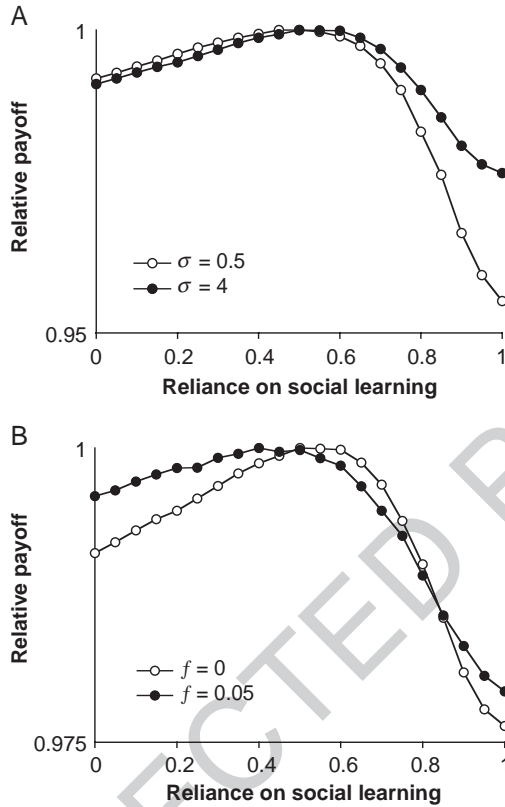 A
1
Relative payoff
σ = 0.5
σ = 4
0.95
0 0.2 0.4 0.6 0.8 1
Reliance on social learning
B
1
Relative payoff
f = 0
f = 0.05
0.975
0 0.2 0.4 0.6 0.8 1
Reliance on social learning
ECTED